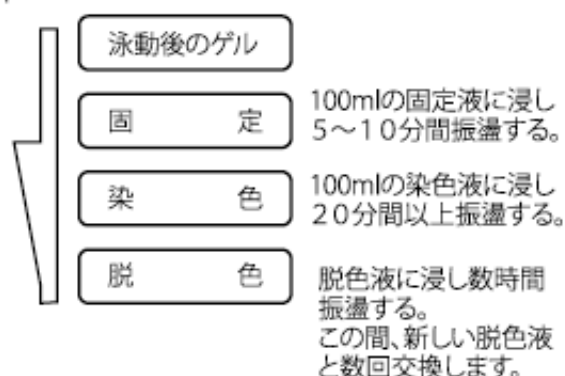 泳動後のゲル
固　　　定
100mlの固定液に浸し
5～10分間振盪する。
染　　　色
100mlの染色液に浸し
20分間以上振盪する。
脱　　　色
脱色液に浸し数時間
振盪する。
この間、新しい脱色液
と数回交換します。